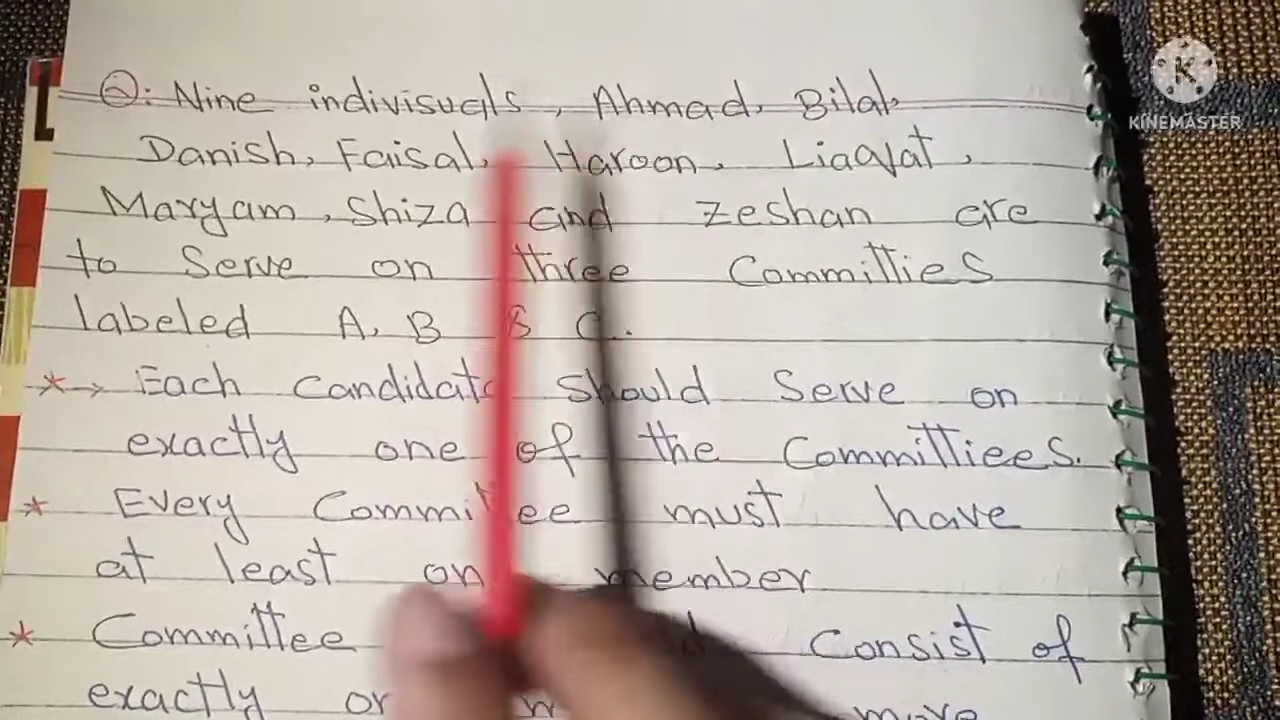 Q: Nine indivisuals, Ahmad, Bilal,
Danish, Faisal, Haroon, Liaqat,
Maryam, Shiza and Zeshan are
to Serve on three Committies
labeled A, B & C.
* → Each Candidate should Serve on
exactly one of the Committiees.
* Every Committee must have
at least one member
* Committee Consist of
exactly
KINEMASTER